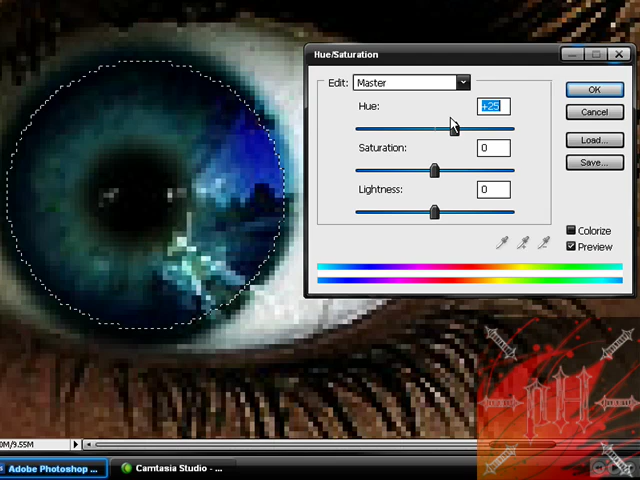 Hue/Saturation
Edit: Master
Hue: +25
Saturation: 0
Lightness: 0
OK
Cancel
Load...
Save...
Colorize
Preview
pH
0M/9.55M
Adobe Photoshop ...
Camtasia Studio - ...